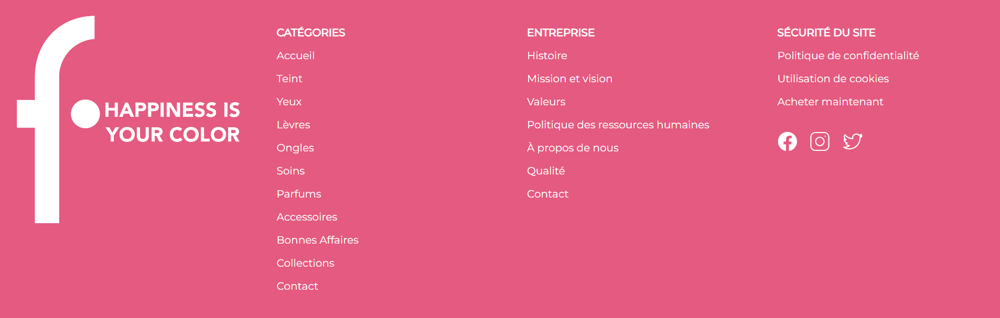 f
HAPPINESS IS
YOUR COLOR
CATÉGORIES
Accueil
Teint
Yeux
Lèvres
Ongles
Soins
Parfums
Accessoires
Bonnes Affaires
Collections
Contact
ENTREPRISE
Histoire
Mission et vision
Valeurs
Politique des ressources humaines
À propos de nous
Qualité
Contact
SÉCURITÉ DU SITE
Politique de confidentialité
Utilisation de cookies
Acheter maintenant